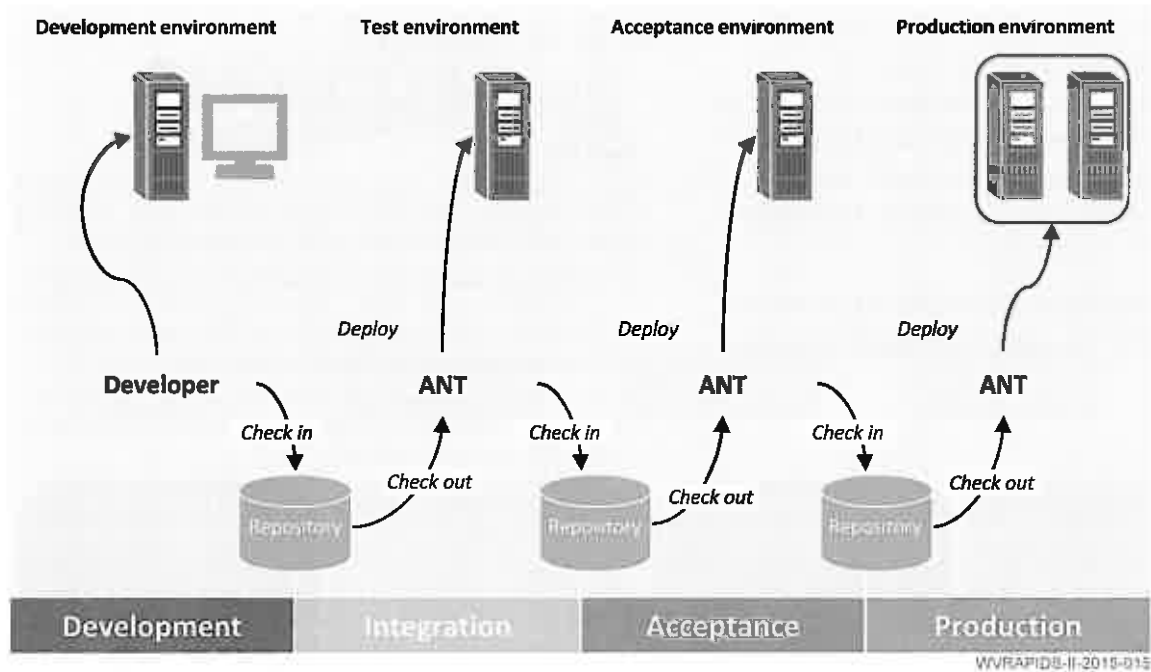 Development environment
Test environment
Acceptance environment
Production environment
Deploy
Deploy
Deploy
Developer
ANT
ANT
ANT
Check in
Check in
Check in
Check out
Check out
Check out
Repository
Repository
Repository
Development
Integration
Acceptance
Production
WVRAPIDS-II-2015-015